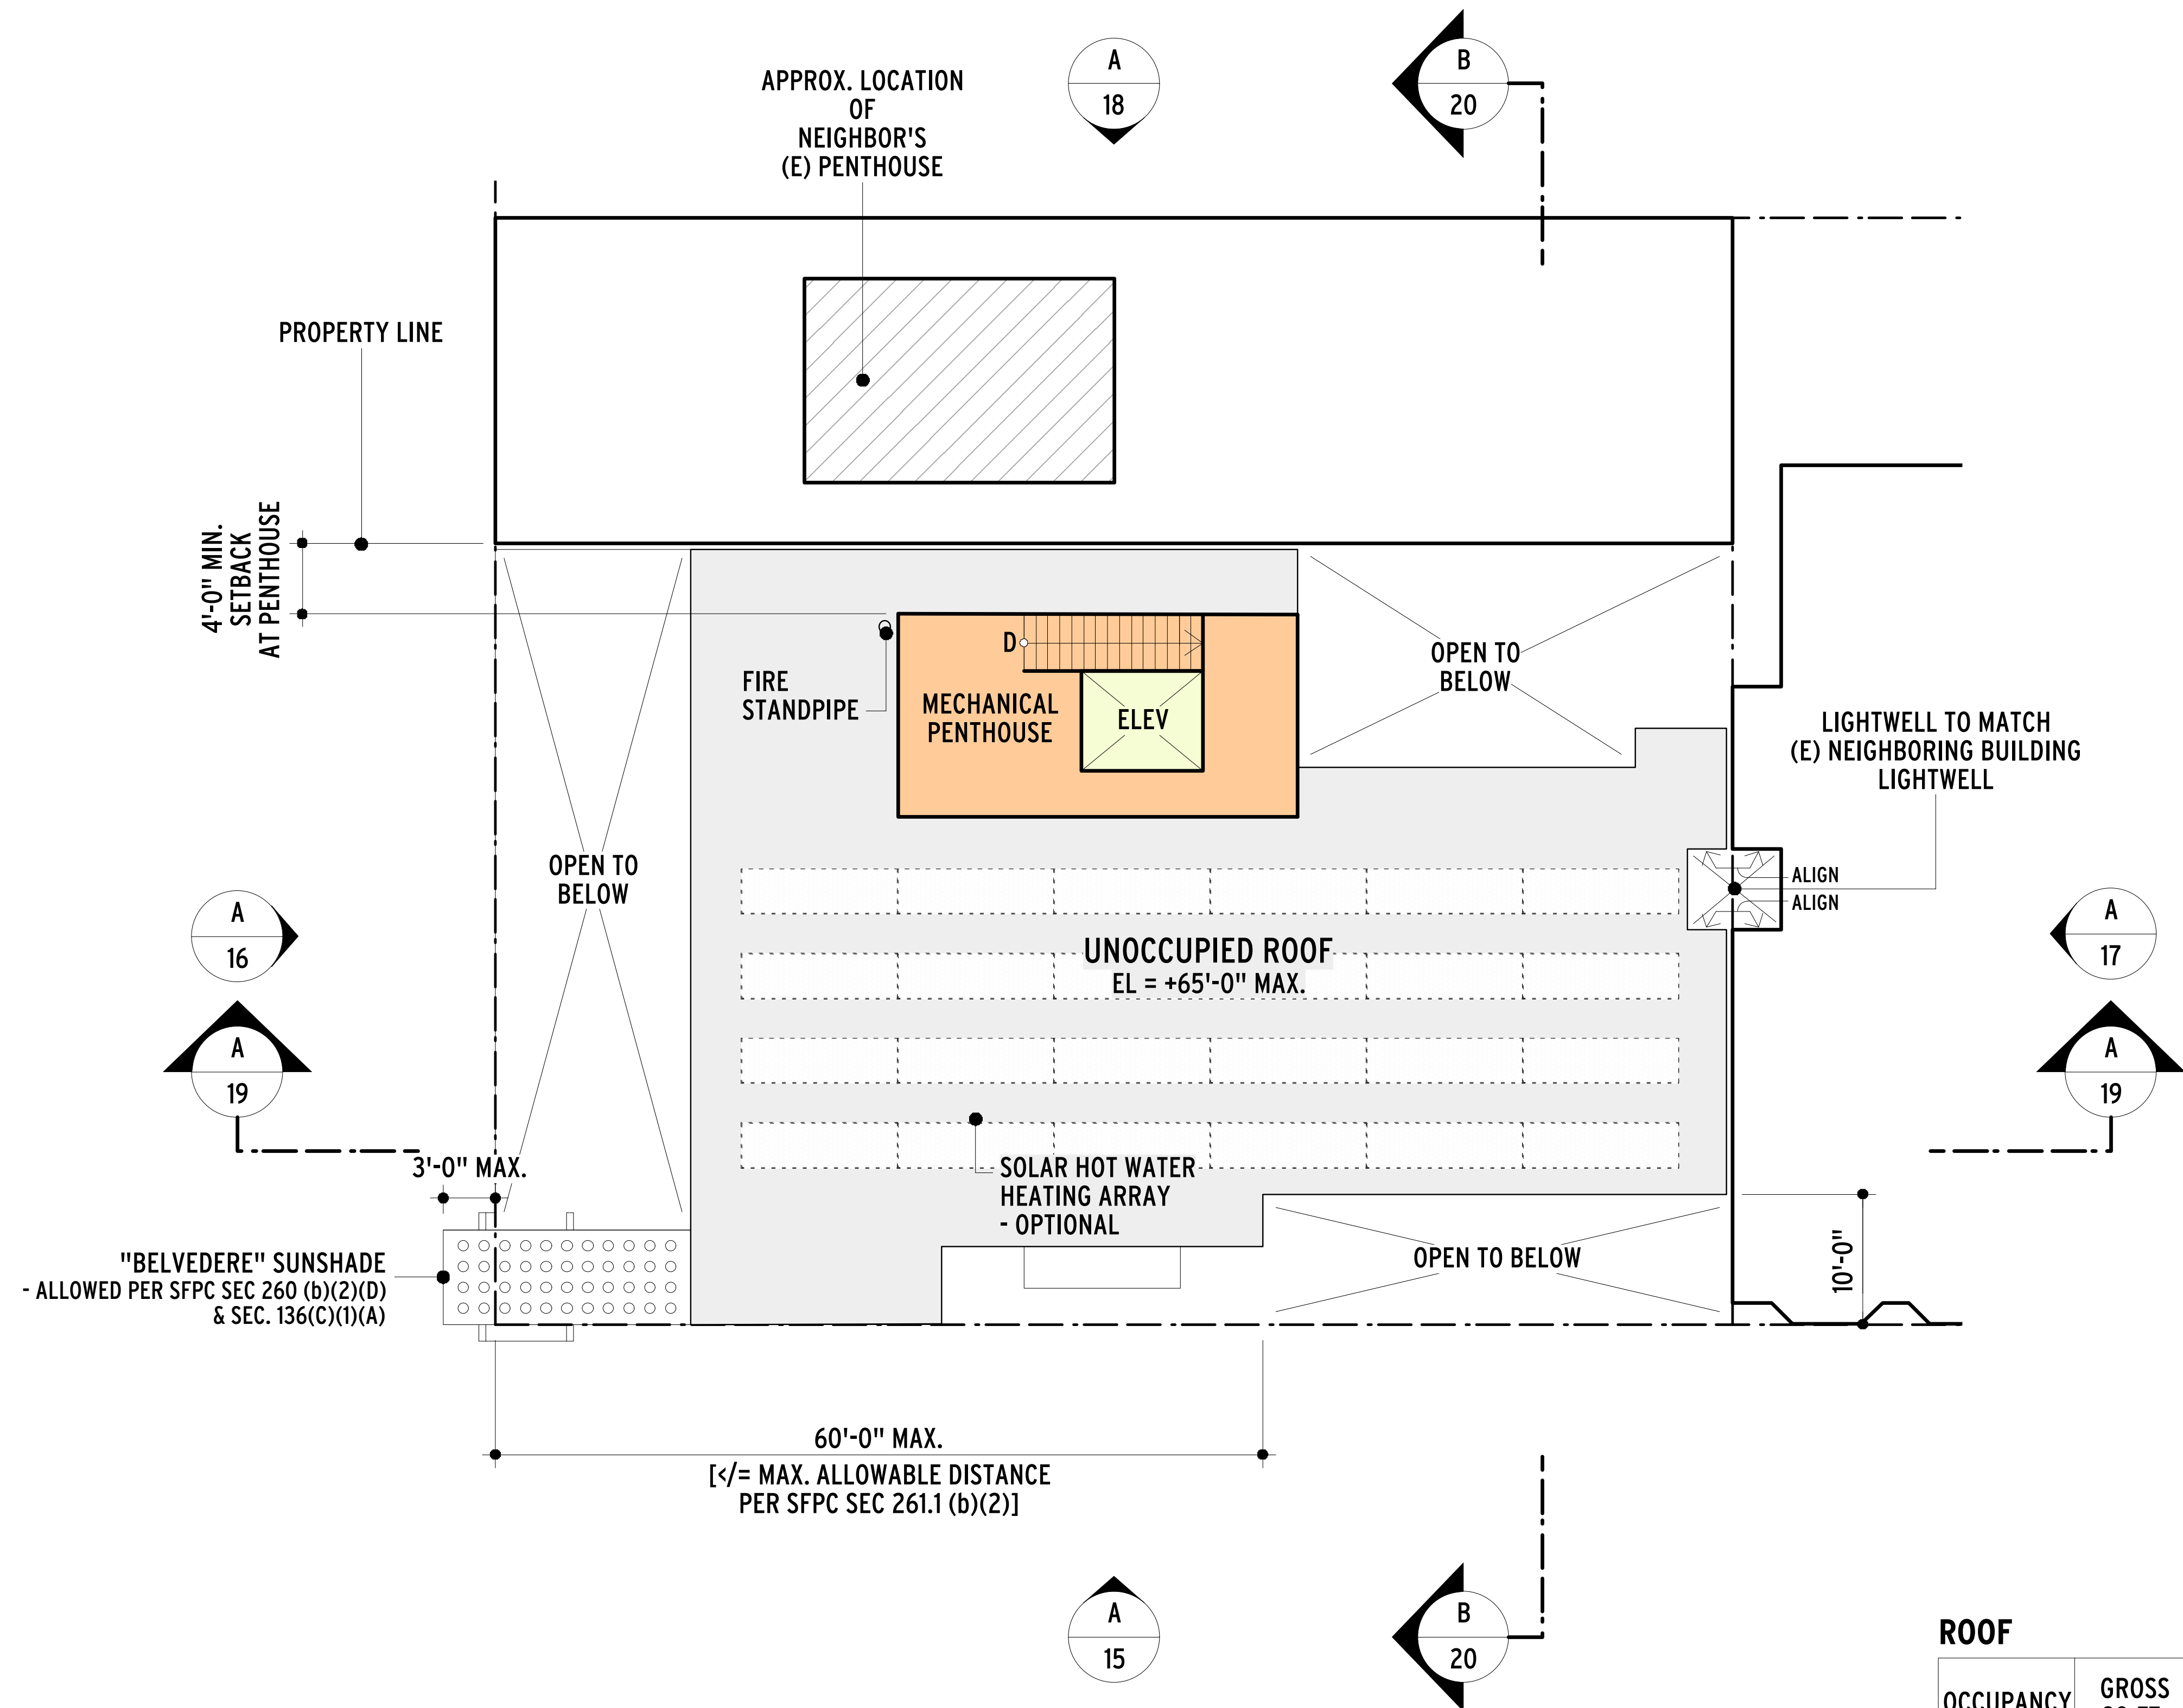 A
18
B
20
APPROX. LOCATION
OF
NEIGHBOR'S
(E) PENTHOUSE
PROPERTY LINE
4'-0" MIN.
SETBACK
AT PENTHOUSE
FIRE
STANDPIPE
D
MECHANICAL
PENTHOUSE
ELEV
OPEN TO
BELOW
LIGHTWELL TO MATCH
(E) NEIGHBORING BUILDING
LIGHTWELL
ALIGN
ALIGN
OPEN TO
BELOW
A
16
A
17
UNOCCUPIED ROOF
EL = +65'-0" MAX.
A
19
A
19
3'-0" MAX.
SOLAR HOT WATER
HEATING ARRAY
- OPTIONAL
"BELVEDERE" SUNSHADE
- ALLOWED PER SFPC SEC 260 (b)(2)(D)
& SEC. 136(C)(1)(A)
OPEN TO BELOW
10'-0"
60'-0" MAX.
[</= MAX. ALLOWABLE DISTANCE
PER SFPC SEC 261.1 (b)(2)]
A
15
B
20
ROOF
OCCUPANCY
GROSS